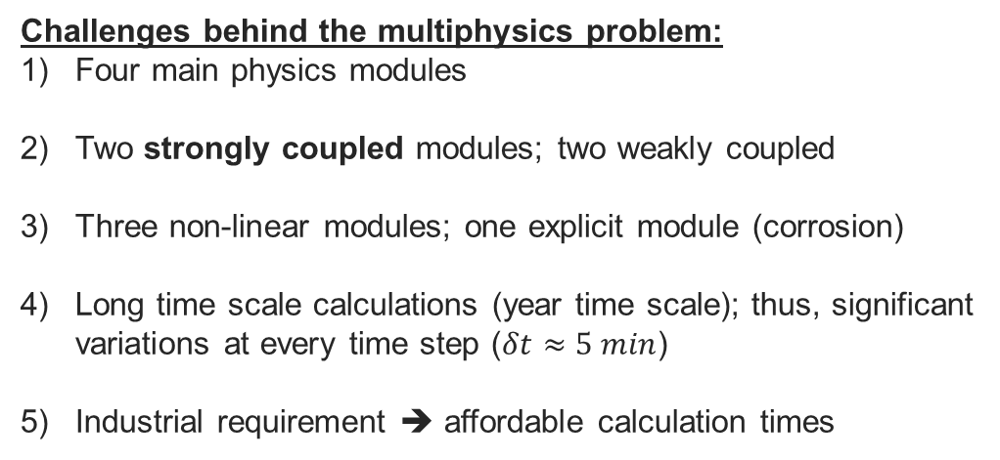 Challenges behind the multiphysics problem:
1) Four main physics modules
2) Two strongly coupled modules; two weakly coupled
3) Three non-linear modules; one explicit module (corrosion)
4) Long time scale calculations (year time scale); thus, significant
variations at every time step (δt ≈ 5 min)
5) Industrial requirement ➔ affordable calculation times